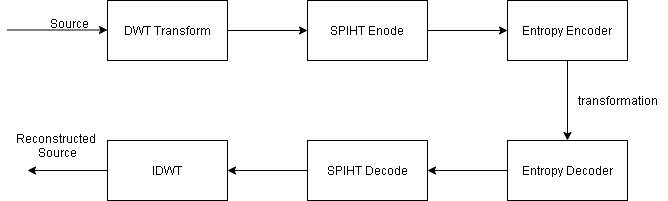 Source
DWT Transform
SPIHT Enode
Entropy Encoder
transformation
Reconstructed
Source
IDWT
SPIHT Decode
Entropy Decoder